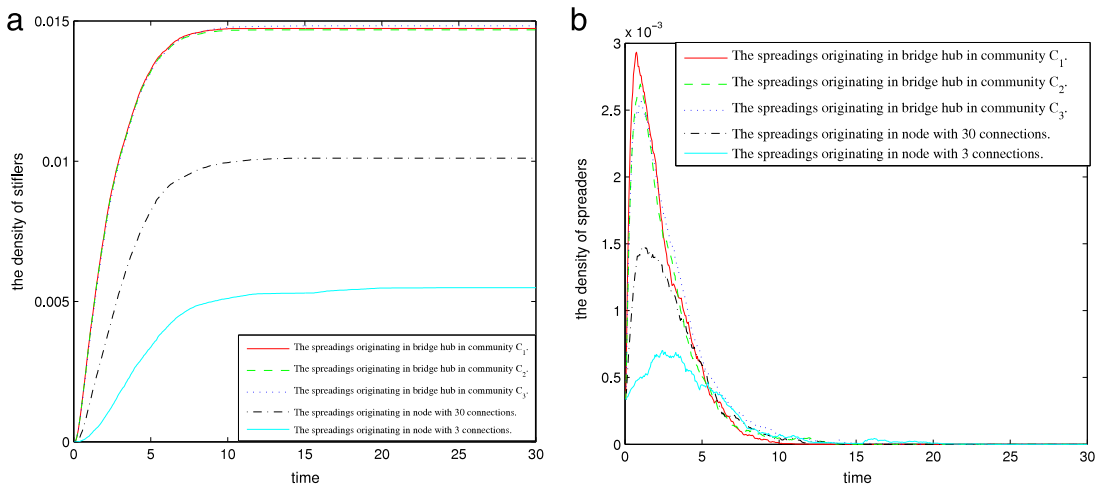 a
the density of stiflers
0.015
0.01
0.005
0
0 5 10 15 20 25 30
time
The spreadings originating in bridge hub in community C1.
The spreadings originating in bridge hub in community C2.
The spreadings originating in bridge hub in community C3.
The spreadings originating in node with 30 connections.
The spreadings originating in node with 3 connections.
b
x 10^-3
the density of spreaders
3
2.5
2
1.5
1
0.5
0
0 5 10 15 20 25 30
time
The spreadings originating in bridge hub in community C1.
The spreadings originating in bridge hub in community C2.
The spreadings originating in bridge hub in community C3.
The spreadings originating in node with 30 connections.
The spreadings originating in node with 3 connections.